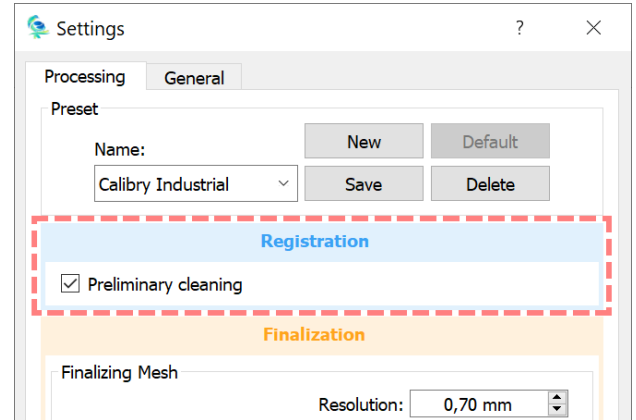 Settings ?
Processing General
Preset
New Default
Name:
Calibry Industrial Save Delete
Registration
Preliminary cleaning
Finalization
Finalizing Mesh
Resolution: 0,70 mm